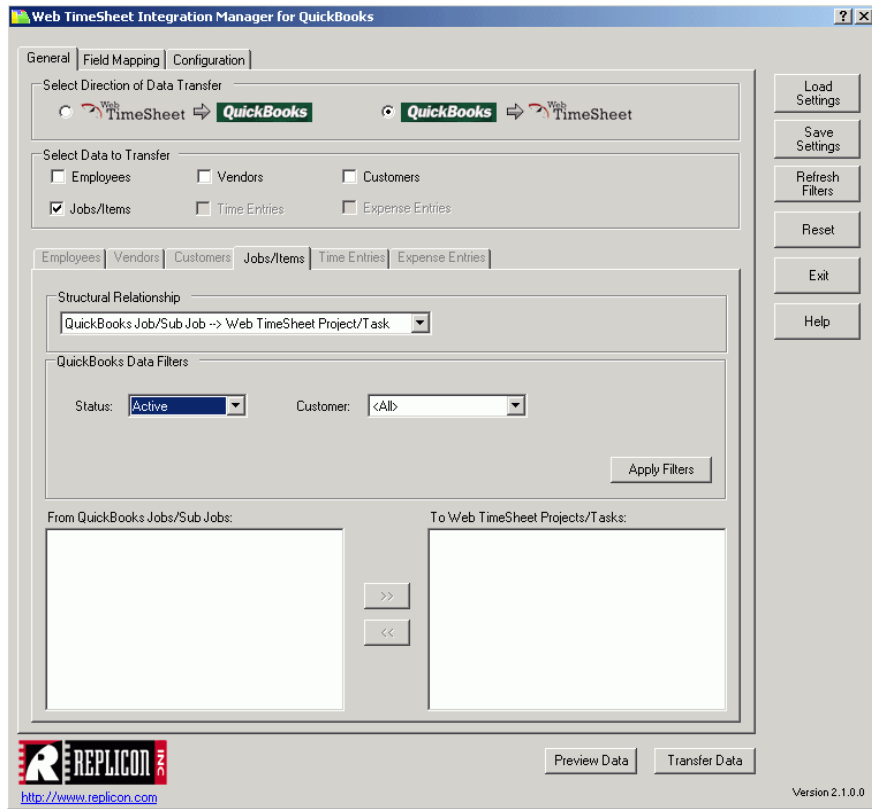 Web TimeSheet Integration Manager for QuickBooks
General Field Mapping Configuration
Select Direction of Data Transfer
Web TimeSheet QuickBooks QuickBooks Web TimeSheet
Select Data to Transfer
Employees Vendors Customers
Jobs/Items Time Entries Expense Entries
Employees Vendors Customers Jobs/Items Time Entries Expense Entries
Structural Relationship
QuickBooks Job/Sub Job --> Web TimeSheet Project/Task
QuickBooks Data Filters
Status: Active Customer: <All>
Apply Filters
From QuickBooks Jobs/Sub Jobs: To Web TimeSheet Projects/Tasks:
>>
<<
Load Settings
Save Settings
Refresh Filters
Reset
Exit
Help
R REPLICON INC
http://www.replicon.com
Preview Data Transfer Data
Version 2.1.0.0